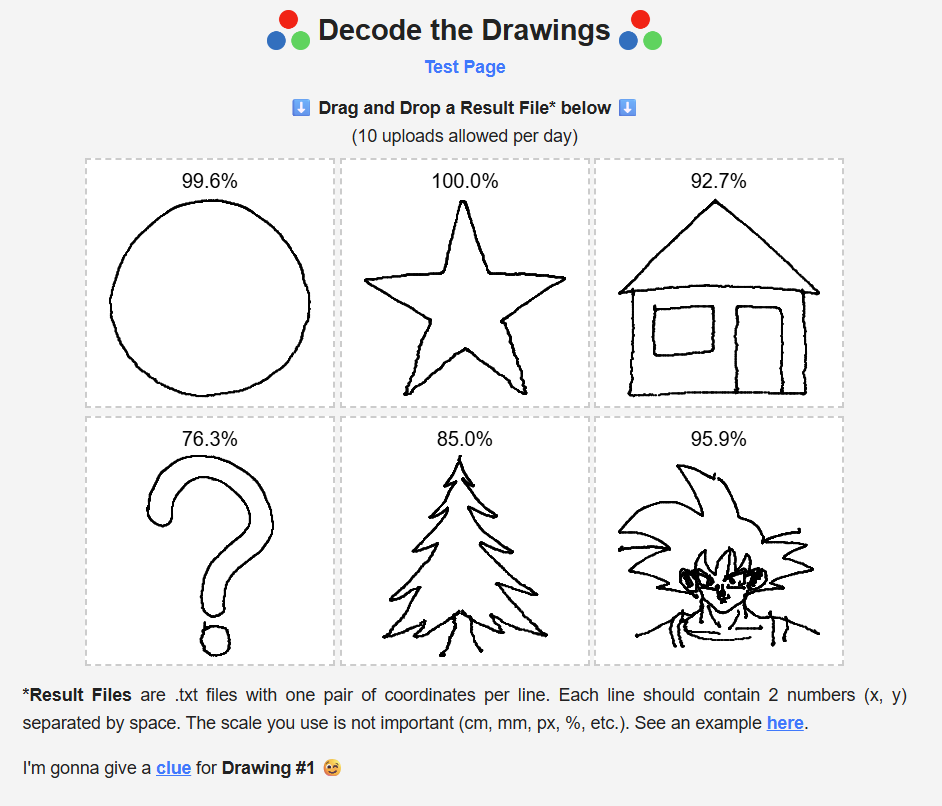 Decode the Drawings
Test Page
⬇ Drag and Drop a Result File* below ⬇
(10 uploads allowed per day)
99.6% 100.0% 92.7%
76.3% 85.0% 95.9%
*Result Files are .txt files with one pair of coordinates per line. Each line should contain 2 numbers (x, y)
separated by space. The scale you use is not important (cm, mm, px, %, etc.). See an example here.
I'm gonna give a clue for Drawing #1 😉